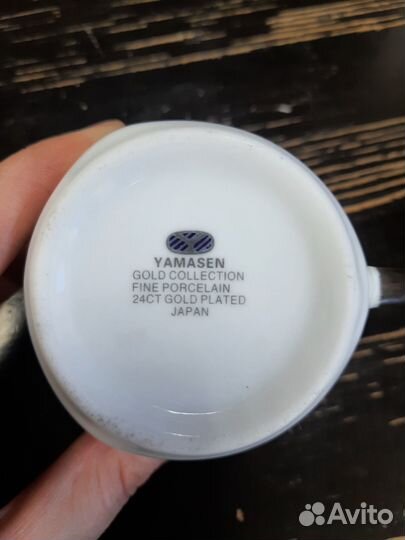 YAMASEN
GOLD COLLECTION
FINE PORCELAIN
24CT GOLD PLATED
JAPAN
Avito